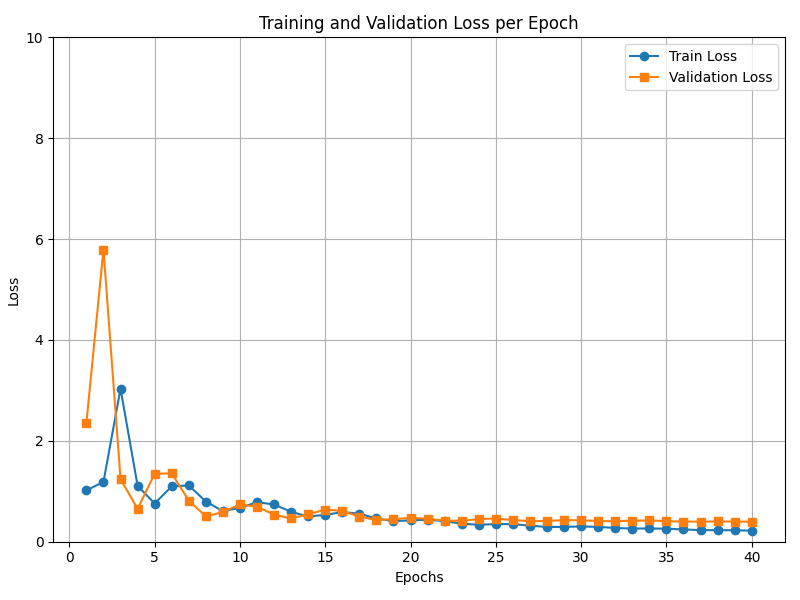 Training and Validation Loss per Epoch
Train Loss
Validation Loss
10
8
6
4
2
0
Loss
0 5 10 15 20 25 30 35 40
Epochs